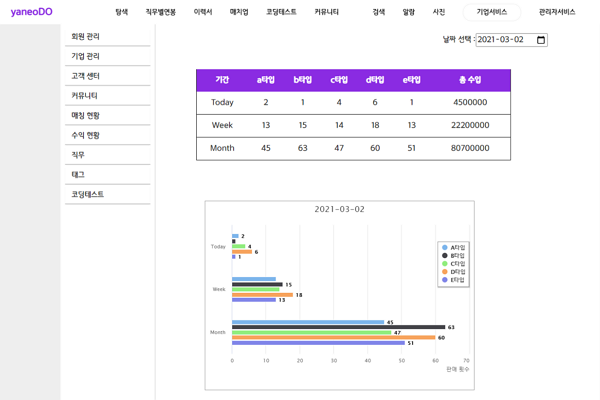 yaneoDO 탐색 직무별연봉 이력서 매치업 코딩테스트 커뮤니티 검색 알람 사진 기업서비스 관리자서비스
회원 관리
기업 관리
고객 센터
커뮤니티
매칭 현황
수익 현황
직무
태그
코딩테스트
날짜 선택 : 2021-03-02
기간 a타입 b타입 c타입 d타입 e타입 총 수입
Today 2 1 4 6 1 4500000
Week 13 15 14 18 13 22200000
Month 45 63 47 60 51 80700000
2021-03-02
A타입
B타입
C타입
D타입
E타입
Today
2
4
6
1
Week
15
18
13
Month
45
63
47
60
51
0 10 20 30 40 50 60 70
판매 횟수